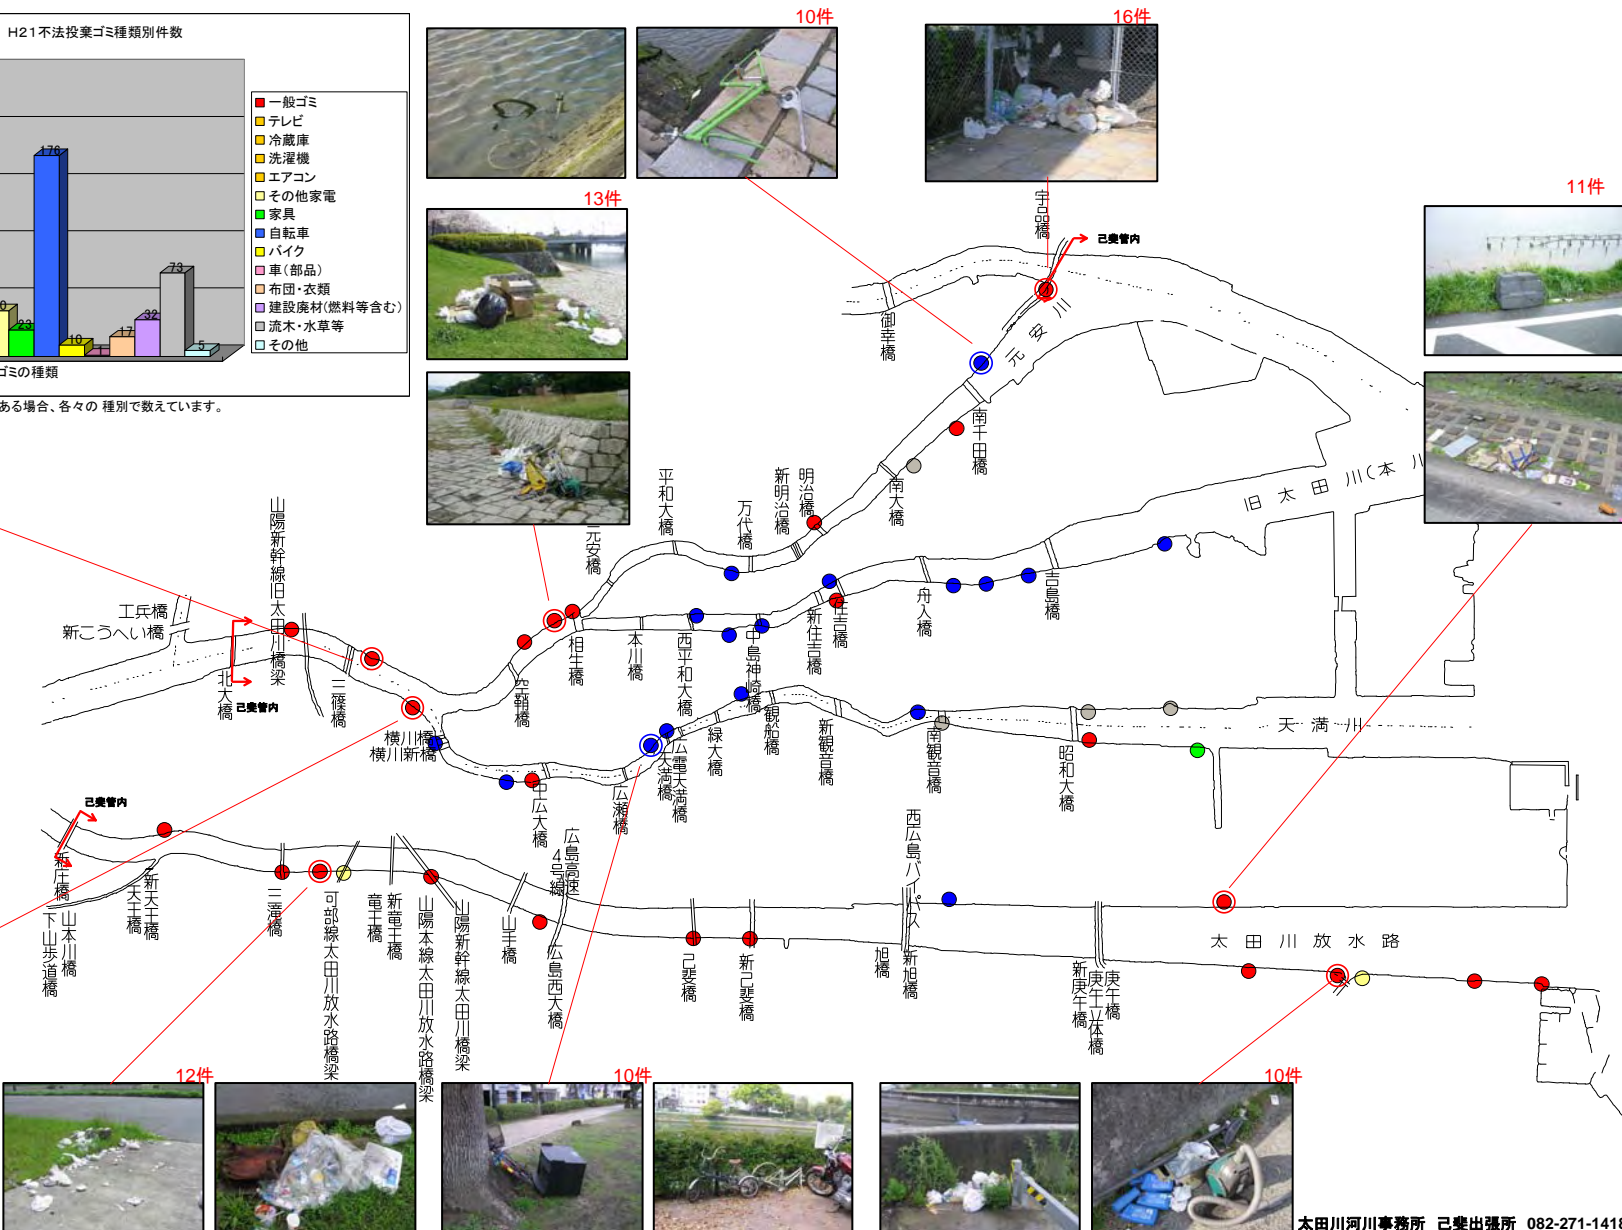 H21不法投棄ゴミ種類別件数
176
0
23
10
1
17
32
73
5
ゴミの種類
一般ゴミ
テレビ
冷蔵庫
洗濯機
エアコン
その他家電
家具
自転車
バイク
車(部品)
布団・衣類
建設廃材(燃料等含む)
流木・水草等
その他
ある場合、各々の 種別で数えています。
10件
16件
13件
11件
宇品橋
己斐管内
御幸橋
元安川
南千田橋
南大橋
明治橋
新明治橋
万代橋
平和大橋
元安橋
旧太田川(本川
吉島橋
舟入橋
住吉橋
新住吉橋
中島神崎橋
西平和大橋
本川橋
相生橋
空鞘橋
山陽新幹線旧太田川橋梁
工兵橋
新こうへい橋
北大橋
己斐管内
三篠橋
横川橋
横川新橋
中広大橋
広瀬橋
天満橋
広電天満橋
緑大橋
観船橋
新観音橋
南観音橋
昭和大橋
天満川
己斐管内
新庄橋
山本川橋
下山歩道橋
新天王橋
天王橋
三滝橋
可部線太田川放水路橋梁
竜王橋
新竜王橋
山陽本線太田川放水路橋梁
山陽新幹線太田川橋梁
山手橋
広島高速
4号線
広島西大橋
己斐橋
新己斐橋
西広島バイパス
旭橋
新旭橋
新庚午橋
庚午立体橋
庚午橋
太田川放水路
12件
10件
10件
太田川河川事務所 己斐出張所 082-271-1418